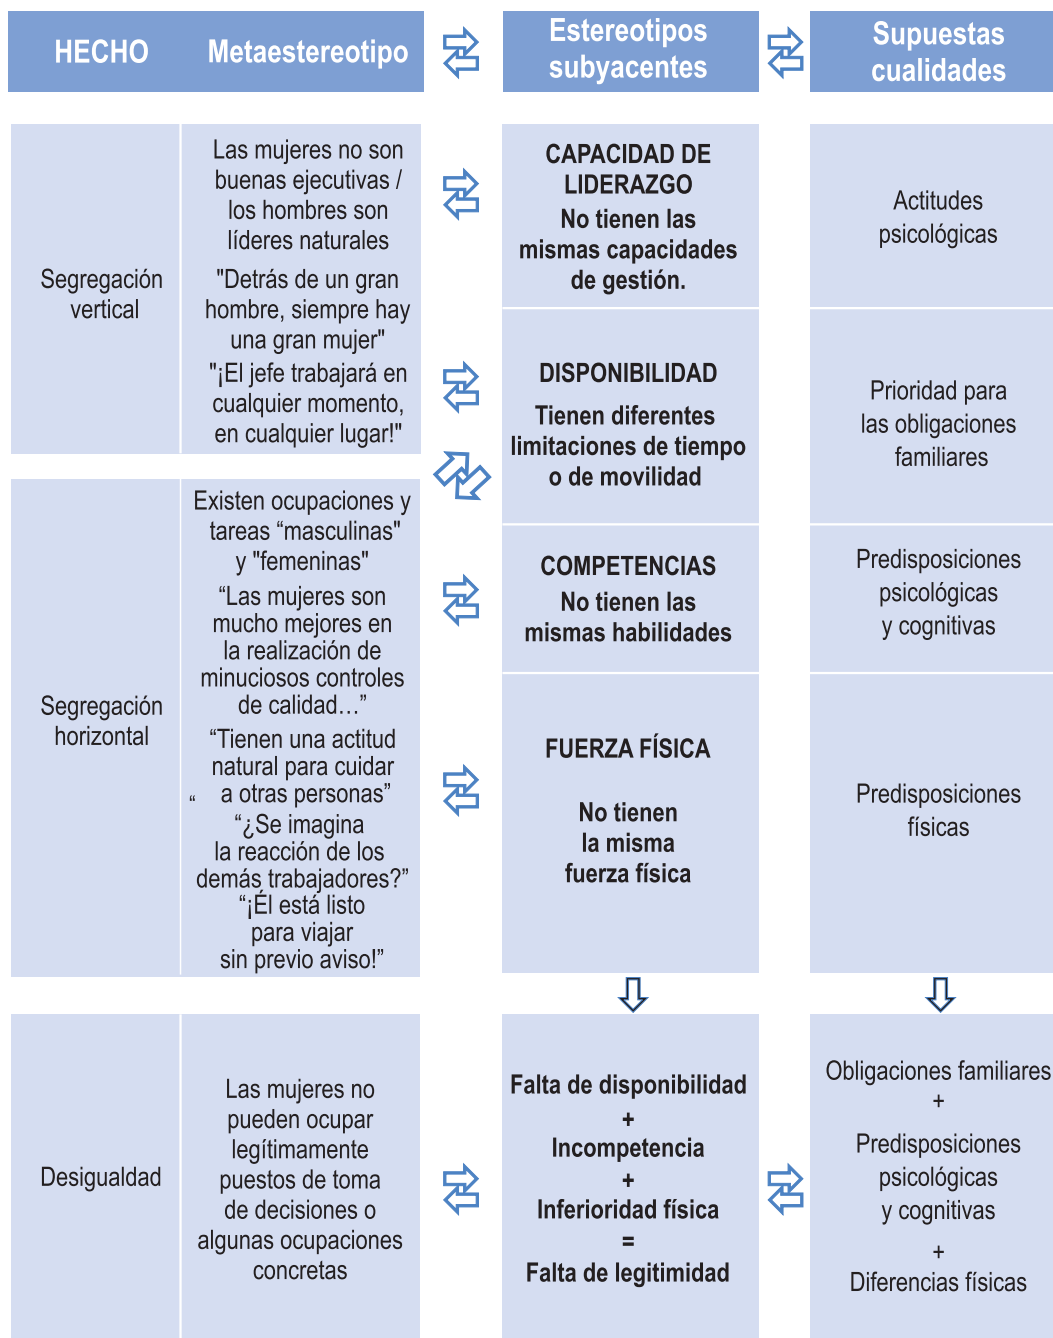 HECHO
Metaestereotipo
Estereotipos
subyacentes
Supuestas
cualidades
Segregación
vertical
Las mujeres no son
buenas ejecutivas /
los hombres son
líderes naturales
"Detrás de un gran
hombre, siempre hay
una gran mujer"
"¡El jefe trabajará en
cualquier momento,
en cualquier lugar!"
CAPACIDAD DE
LIDERAZGO
No tienen las
mismas capacidades
de gestión.
Actitudes
psicológicas
DISPONIBILIDAD
Tienen diferentes
limitaciones de tiempo
o de movilidad
Prioridad para
las obligaciones
familiares
Segregación
horizontal
Existen ocupaciones y
tareas “masculinas"
y "femeninas"
“Las mujeres son
mucho mejores en
la realización de
minuciosos controles
de calidad…”
“Tienen una actitud
natural para cuidar
“ a otras personas”
“¿Se imagina
la reacción de los
demás trabajadores?”
“¡Él está listo
para viajar
sin previo aviso!”
COMPETENCIAS
No tienen las
mismas habilidades
Predisposiciones
psicológicas
y cognitivas
FUERZA FÍSICA
No tienen
la misma
fuerza física
Predisposiciones
físicas
Desigualdad
Las mujeres no
pueden ocupar
legítimamente
puestos de toma
de decisiones o
algunas ocupaciones
concretas
Falta de disponibilidad
+
Incompetencia
+
Inferioridad física
=
Falta de legitimidad
Obligaciones familiares
+
Predisposiciones
psicológicas
y cognitivas
+
Diferencias físicas